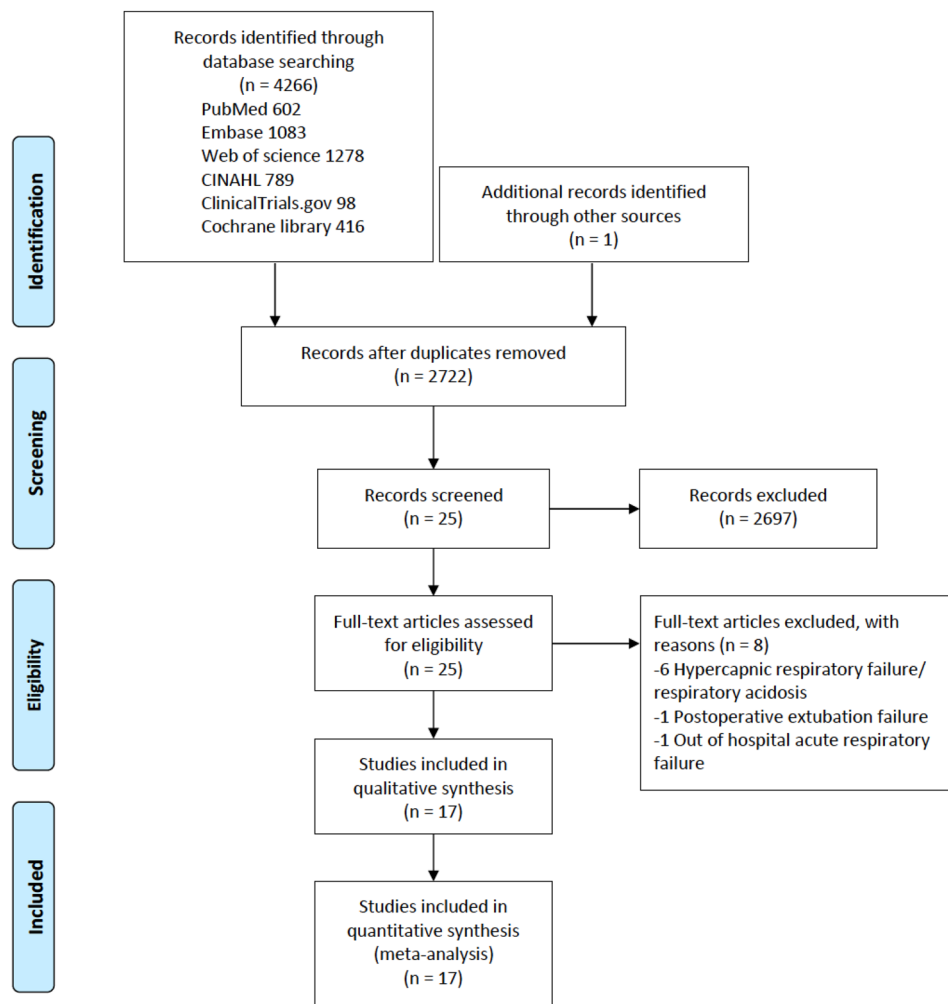 Records identified through
database searching
(n = 4266)
PubMed 602
Embase 1083
Web of science 1278
CINAHL 789
ClinicalTrials.gov 98
Cochrane library 416
Additional records identified
through other sources
(n = 1)
Identification
Records after duplicates removed
(n = 2722)
Screening
Records screened
(n = 25)
Records excluded
(n = 2697)
Full-text articles assessed
for eligibility
(n = 25)
Full-text articles excluded, with
reasons (n = 8)
-6 Hypercapnic respiratory failure/
respiratory acidosis
-1 Postoperative extubation failure
-1 Out of hospital acute respiratory
failure
Eligibility
Studies included in
qualitative synthesis
(n = 17)
Included
Studies included in
quantitative synthesis
(meta-analysis)
(n = 17)